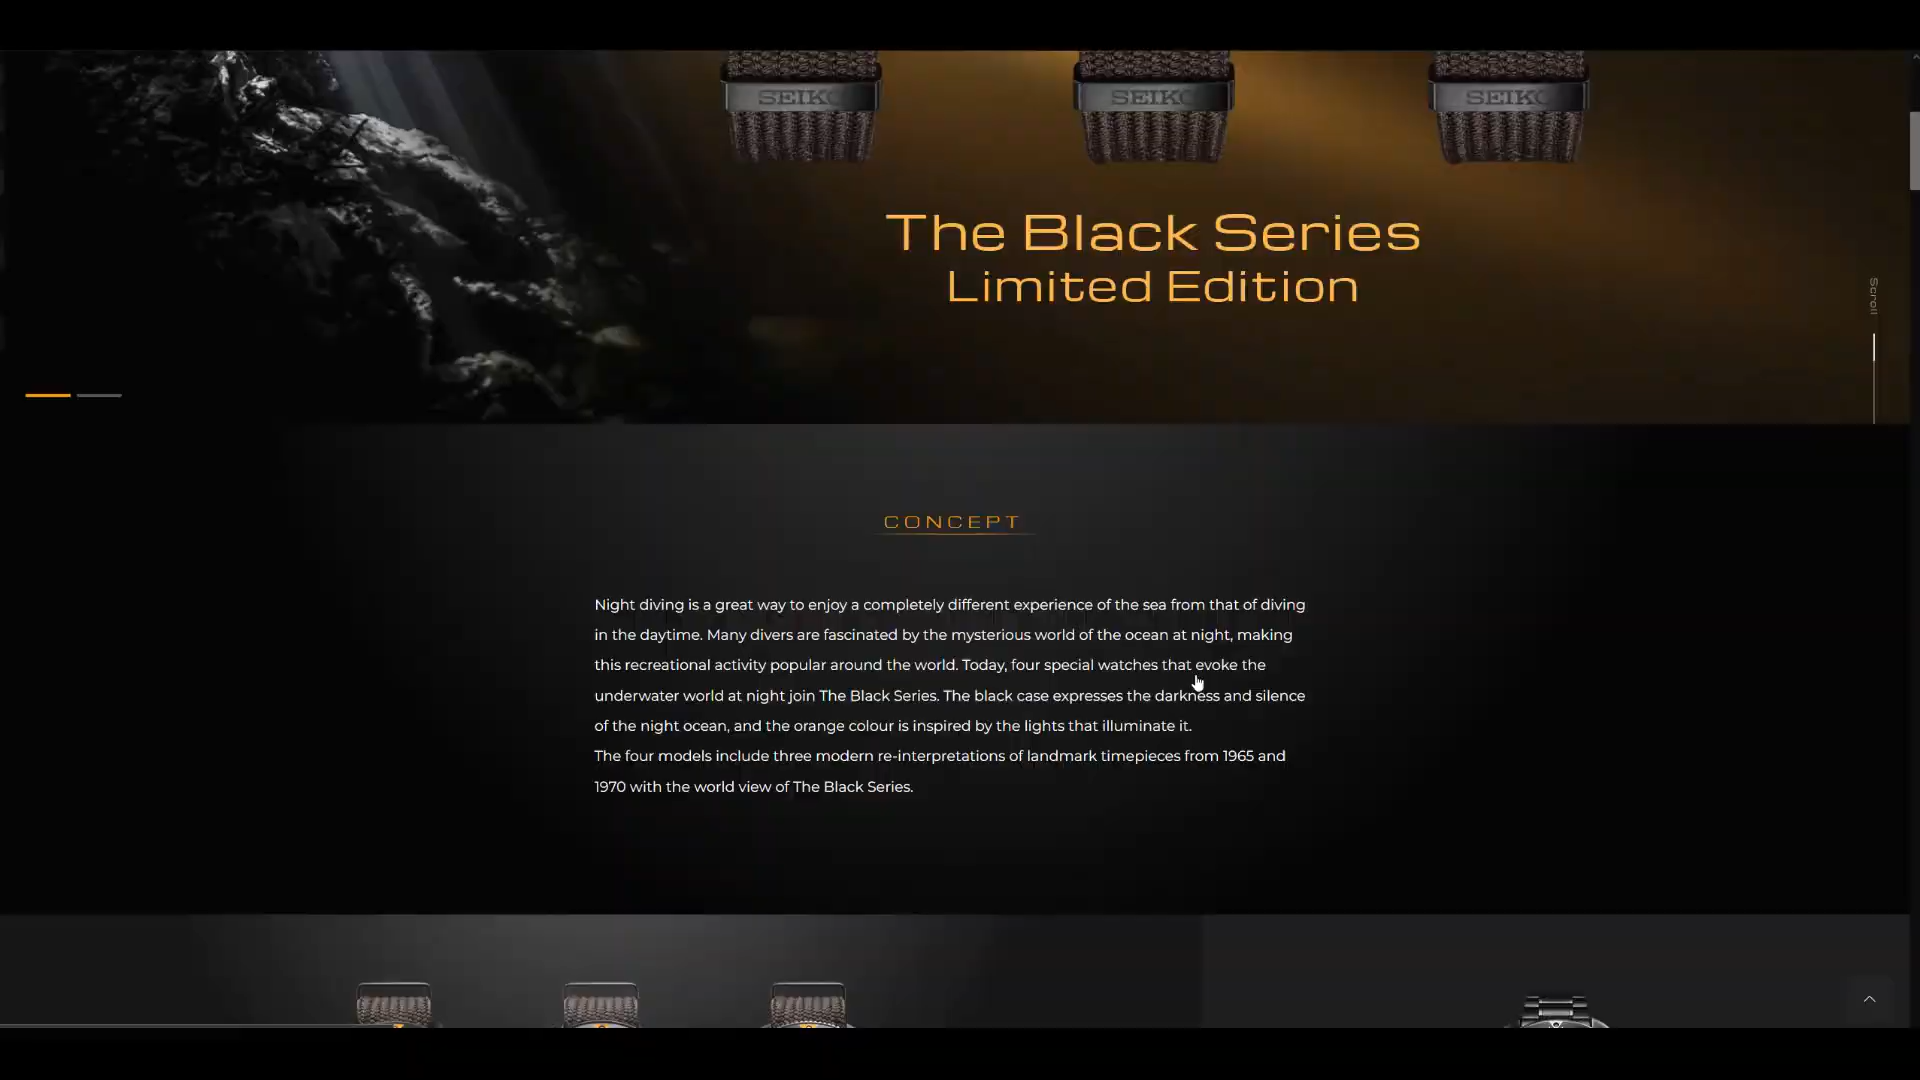 SEIKO SEIKO SEIKO
The Black Series
Limited Edition
Scroll
CONCEPT
Night diving is a great way to enjoy a completely different experience of the sea from that of diving
in the daytime. Many divers are fascinated by the mysterious world of the ocean at night, making
this recreational activity popular around the world. Today, four special watches that evoke the
underwater world at night join The Black Series. The black case expresses the darkness and silence
of the night ocean, and the orange colour is inspired by the lights that illuminate it.
The four models include three modern re-interpretations of landmark timepieces from 1965 and
1970 with the world view of The Black Series.